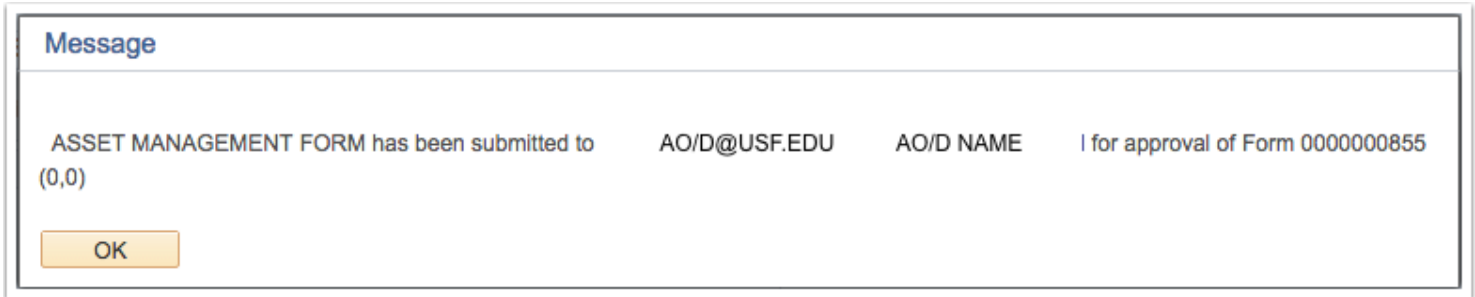 Message
ASSET MANAGEMENT FORM has been submitted to AO/D@USF.EDU AO/D NAME l for approval of Form 0000000855
(0,0)
OK